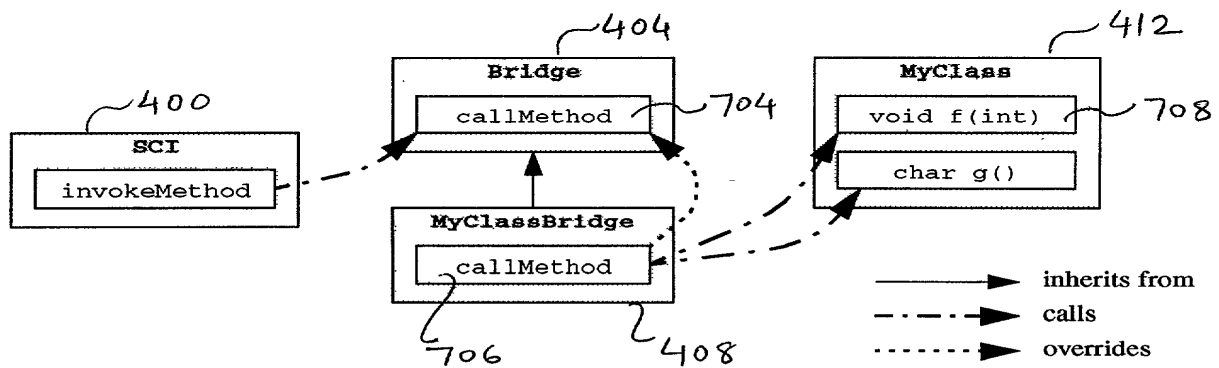 404
412
Bridge
MyClass
400
callMethod
704
void f(int)
708
SCI
invokeMethod
char g()
MyClassBridge
callMethod
inherits from
calls
706
408
overrides